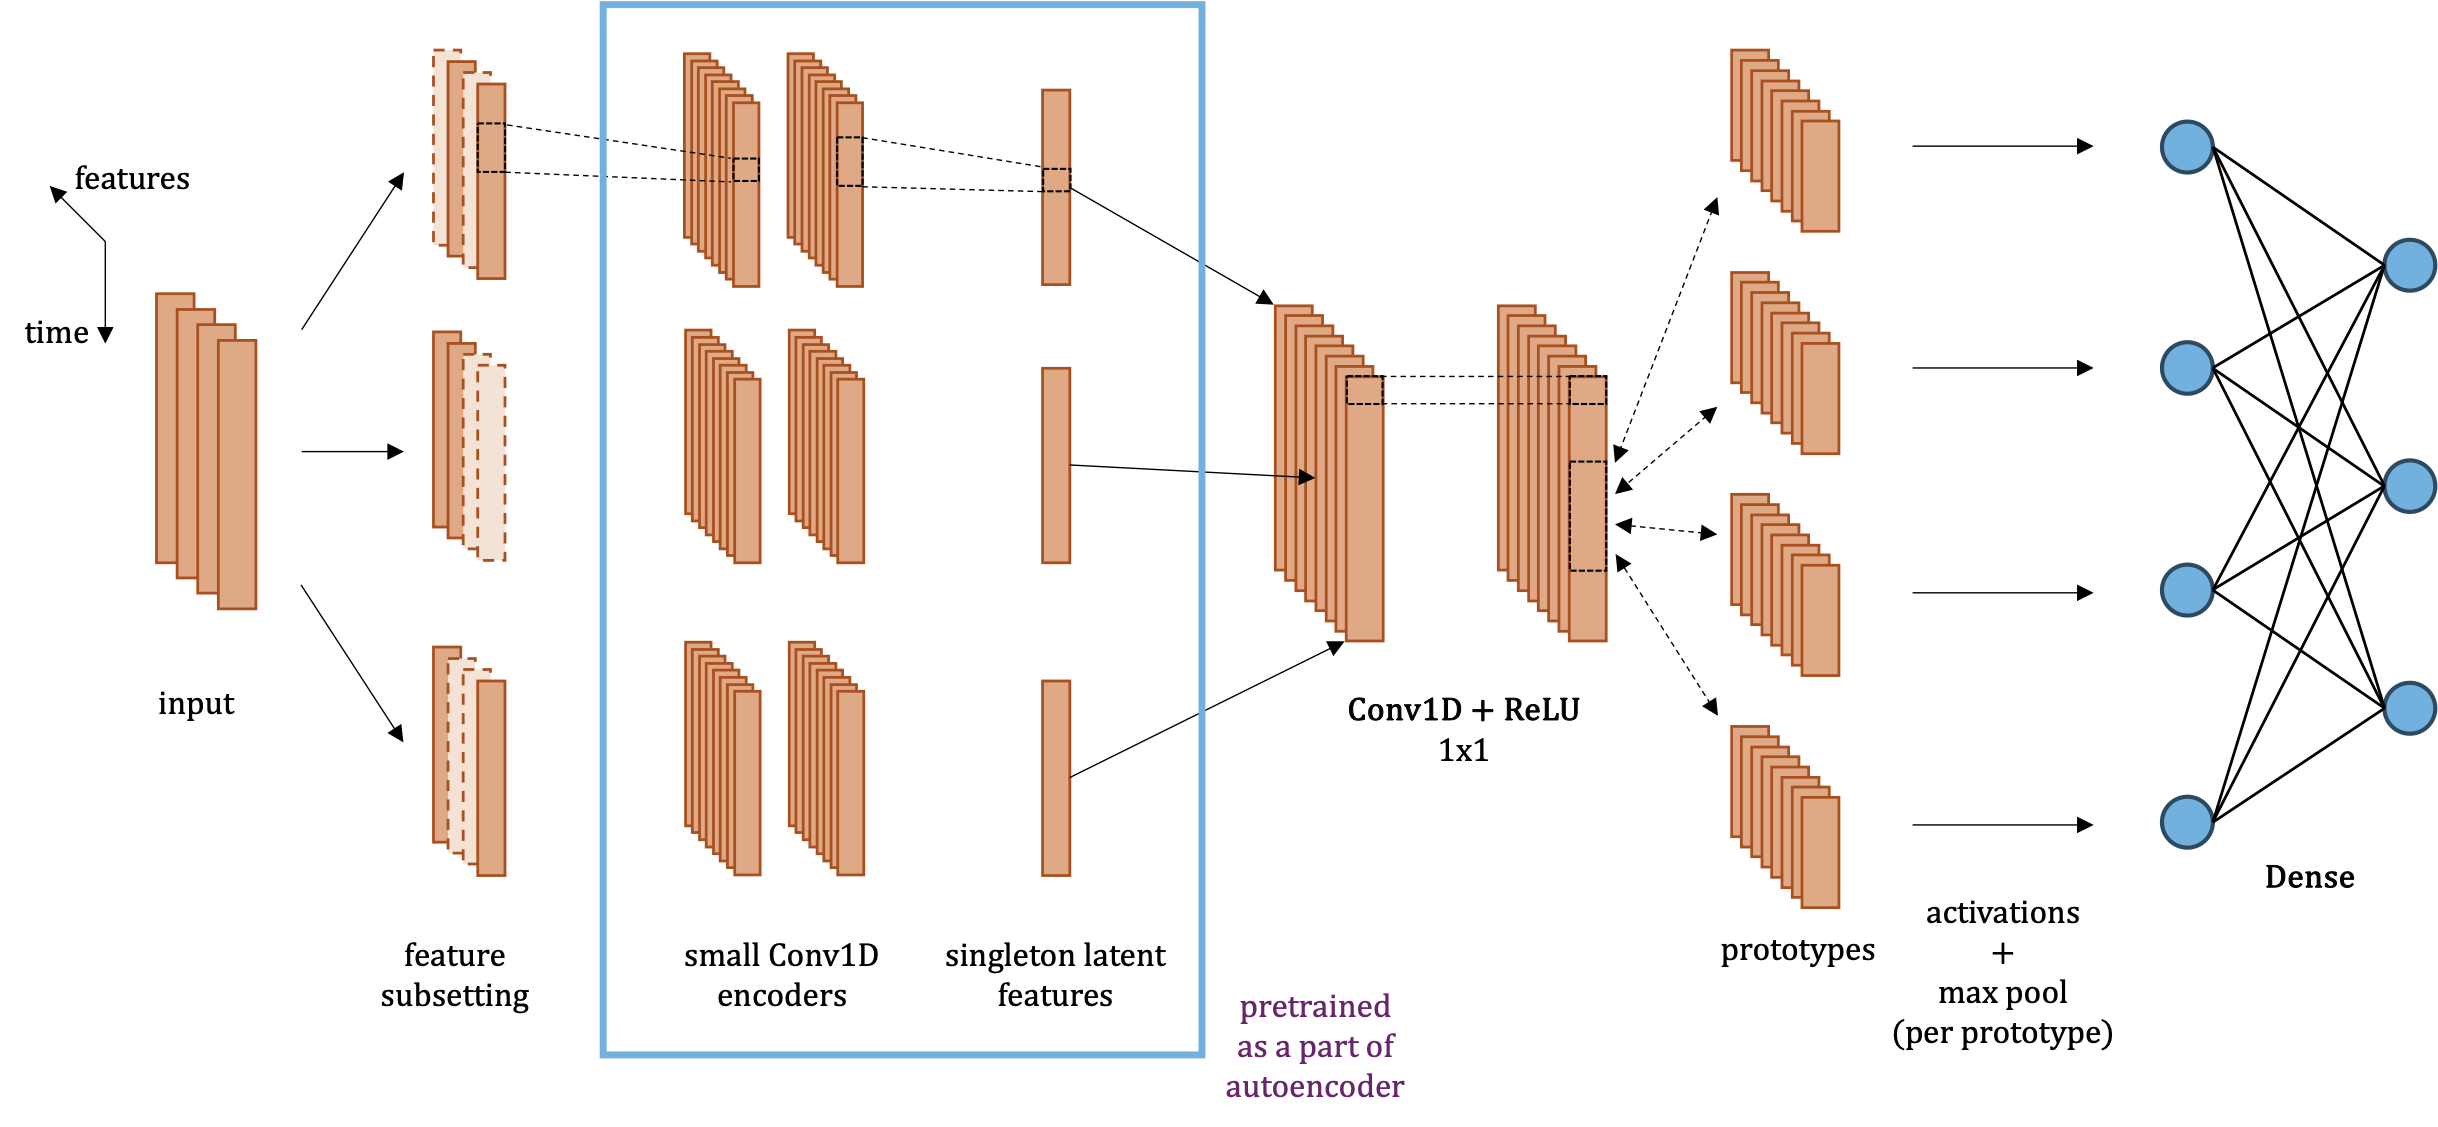 features
time
input
feature
subsetting
small Conv1D
encoders
singleton latent
features
pretrained
as a part of
autoencoder
Conv1D + ReLU
1x1
prototypes
activations
+
max pool
(per prototype)
Dense